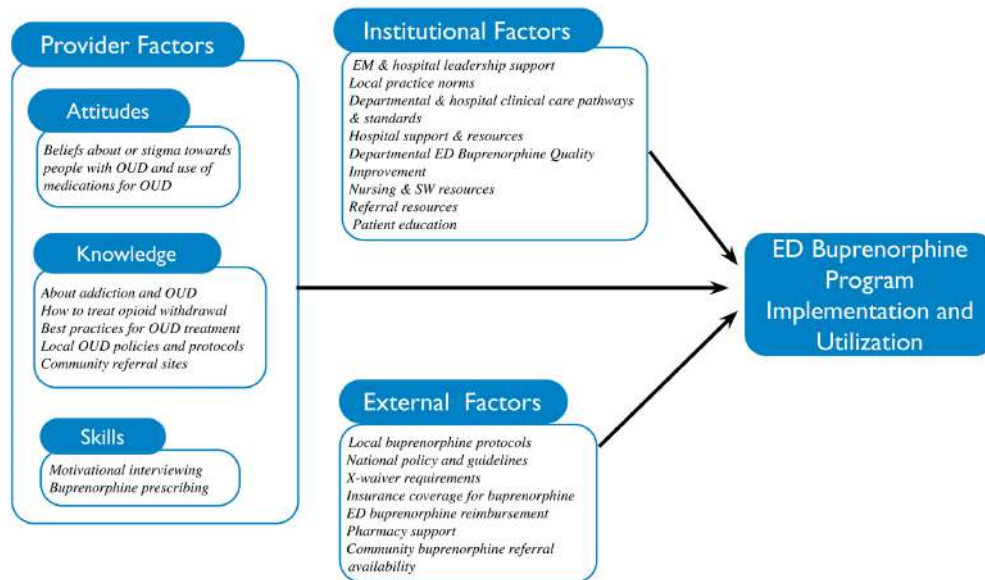 Provider Factors
Attitudes
Beliefs about or stigma towards
people with OUD and use of
medications for OUD
Knowledge
About addiction and OUD
How to treat opioid withdrawal
Best practices for OUD treatment
Local OUD policies and protocols
Community referral sites
Skills
Motivational interviewing
Buprenorphine prescribing
Institutional Factors
EM & hospital leadership support
Local practice norms
Departmental & hospital clinical care pathways
& standards
Hospital support & resources
Departmental ED Buprenorphine Quality
Improvement
Nursing & SW resources
Referral resources
Patient education
External Factors
Local buprenorphine protocols
National policy and guidelines
X-waiver requirements
Insurance coverage for buprenorphine
ED buprenorphine reimbursement
Pharmacy support
Community buprenorphine referral
availability
ED Buprenorphine
Program
Implementation and
Utilization